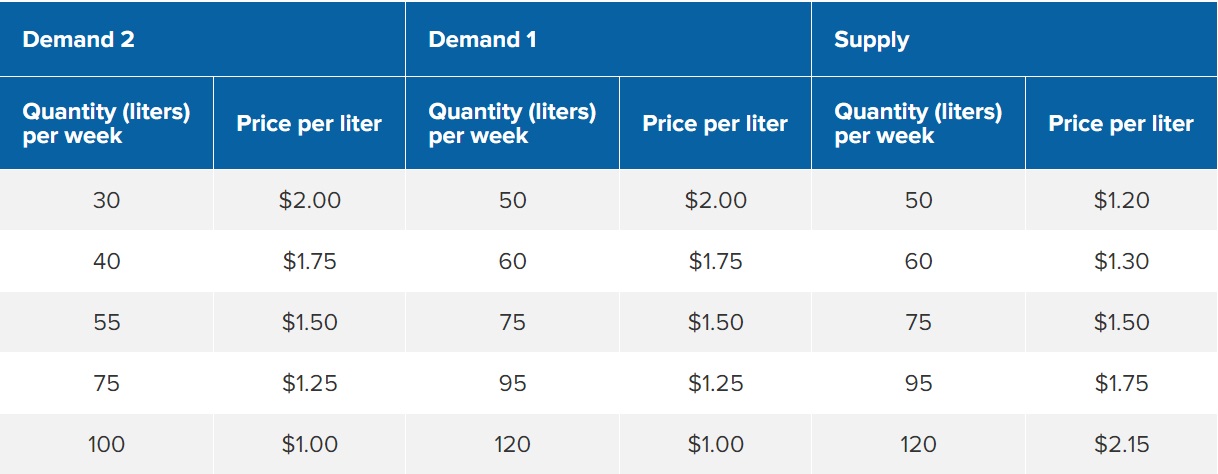 Demand 2 Demand 1 Supply
Quantity (liters) per week Price per liter Quantity (liters) per week Price per liter Quantity (liters) per week Price per liter
30 $2.00 50 $2.00 50 $1.20
40 $1.75 60 $1.75 60 $1.30
55 $1.50 75 $1.50 75 $1.50
75 $1.25 95 $1.25 95 $1.75
100 $1.00 120 $1.00 120 $2.15